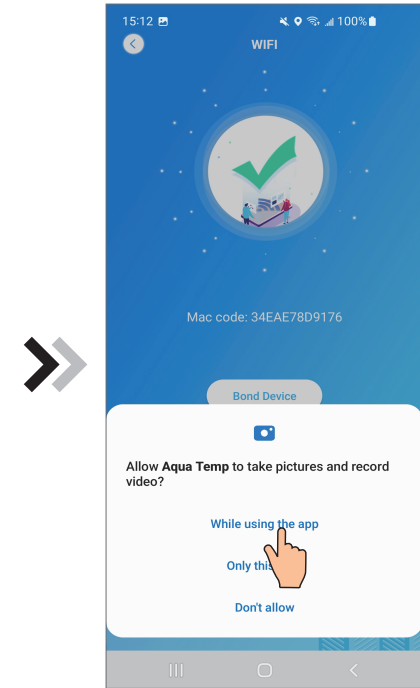 15:12 100%
WIFI
Mac code: 34EAE78D9176
Bond Device
Allow Aqua Temp to take pictures and record
video?
While using the app
Only this
Don't allow